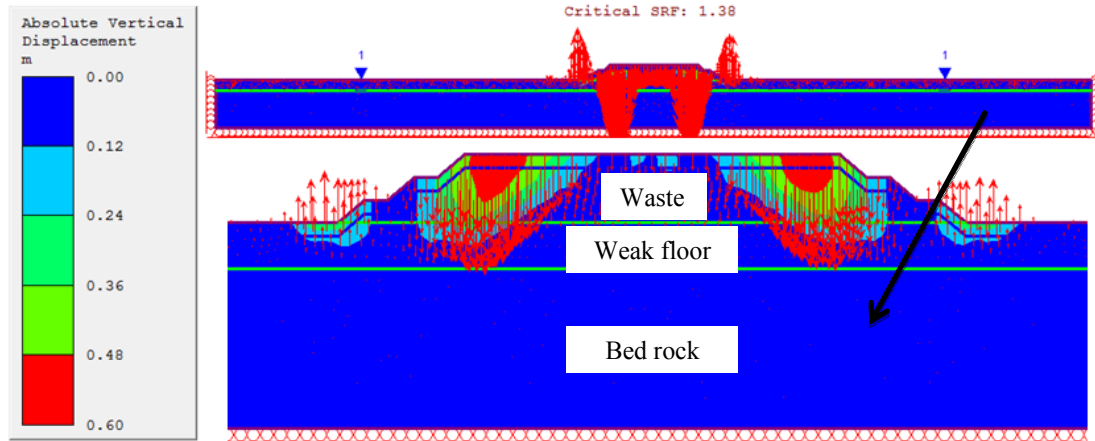 Absolute Vertical
Displacement
m
0.00
0.12
0.24
0.36
0.48
0.60
Critical SRF: 1.38
1
1
Waste
Weak floor
Bed rock